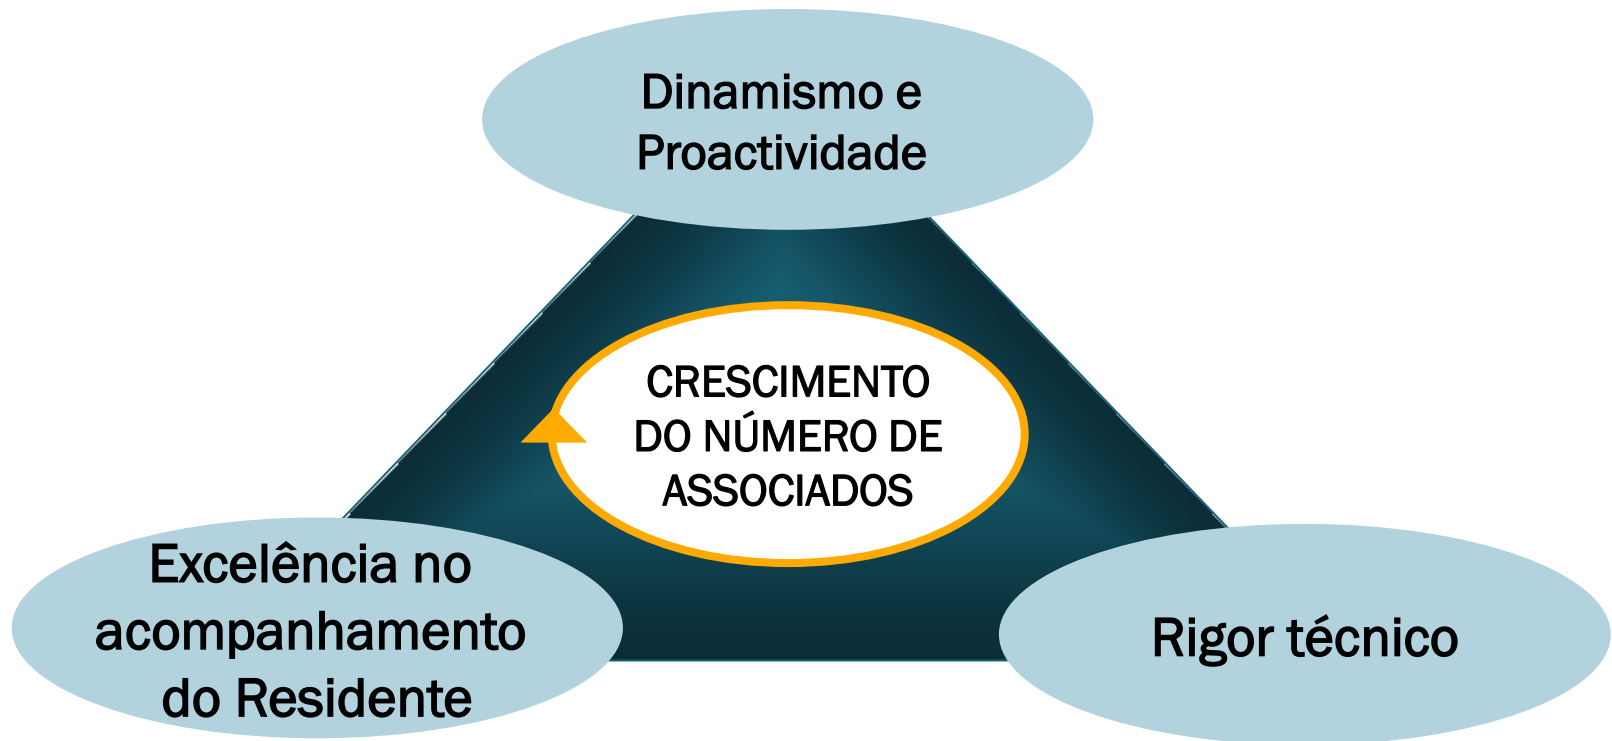 Dinamismo e
Proactividade
CRESCIMENTO
DO NÚMERO DE
ASSOCIADOS
Excelência no
acompanhamento
do Residente
Rigor técnico